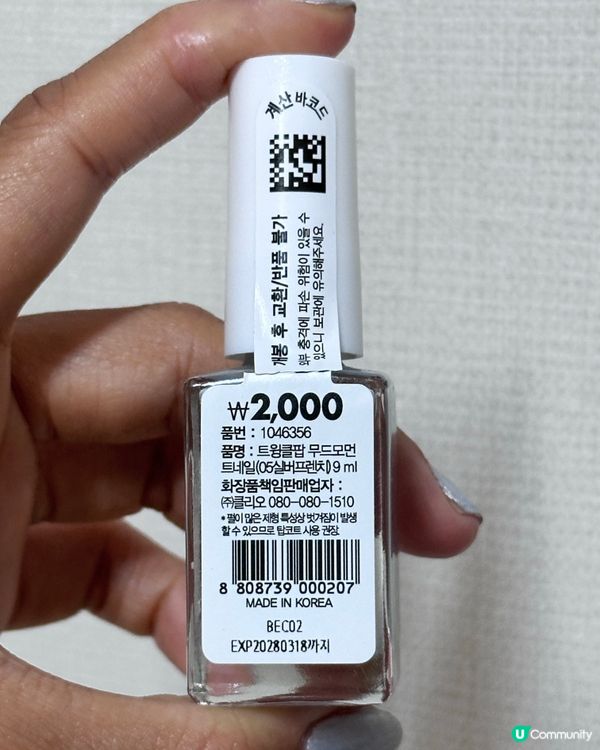 계산 바코드
개봉 후 교환/반품 불가
외부 충격에 파손 위험이 있을 수
있으니 보관에 유의해주세요.
₩2,000
품번 : 1046356
품명 : 트윙클팝 무드모먼
트네일(05실버프렌치) 9 ml
화장품책임판매업자 :
(주)클리오 080-080-1510
*펄이 많은 제형 특성상 벗겨짐이 발생
할 수 있으므로 탑코트 사용 권장
8 808739 000207
MADE IN KOREA
BEC02
EXP20280318까지
U Community